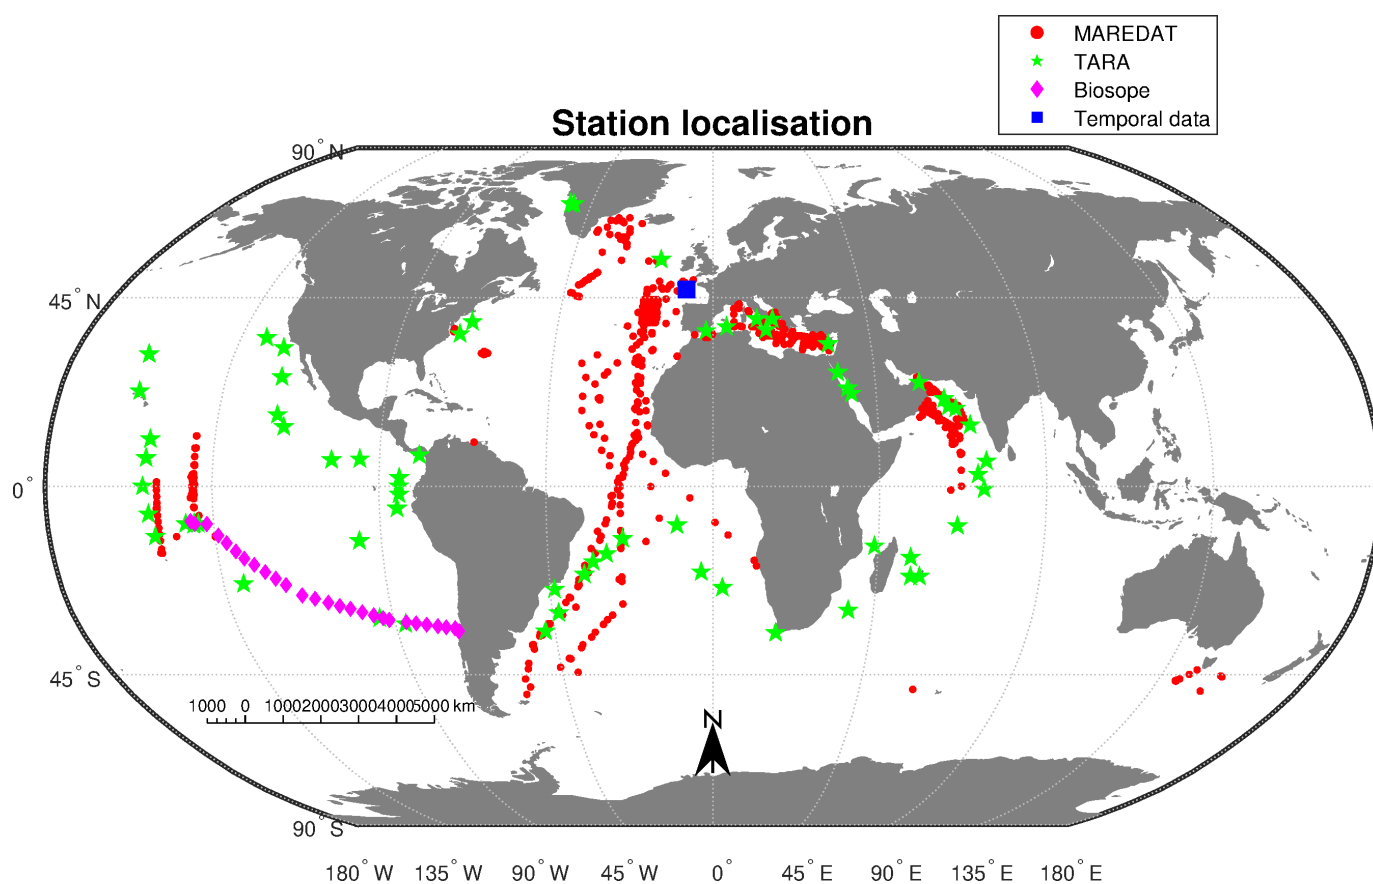 MAREDAT
TARA
Biosope
Temporal data
Station localisation
90° N
45° N
0°
45° S
1000 0 1000 2000 3000 4000 5000 km
N
90° S
180° W 135° W 90° W 45° W 0° 45° E 90° E 135° E 180° E